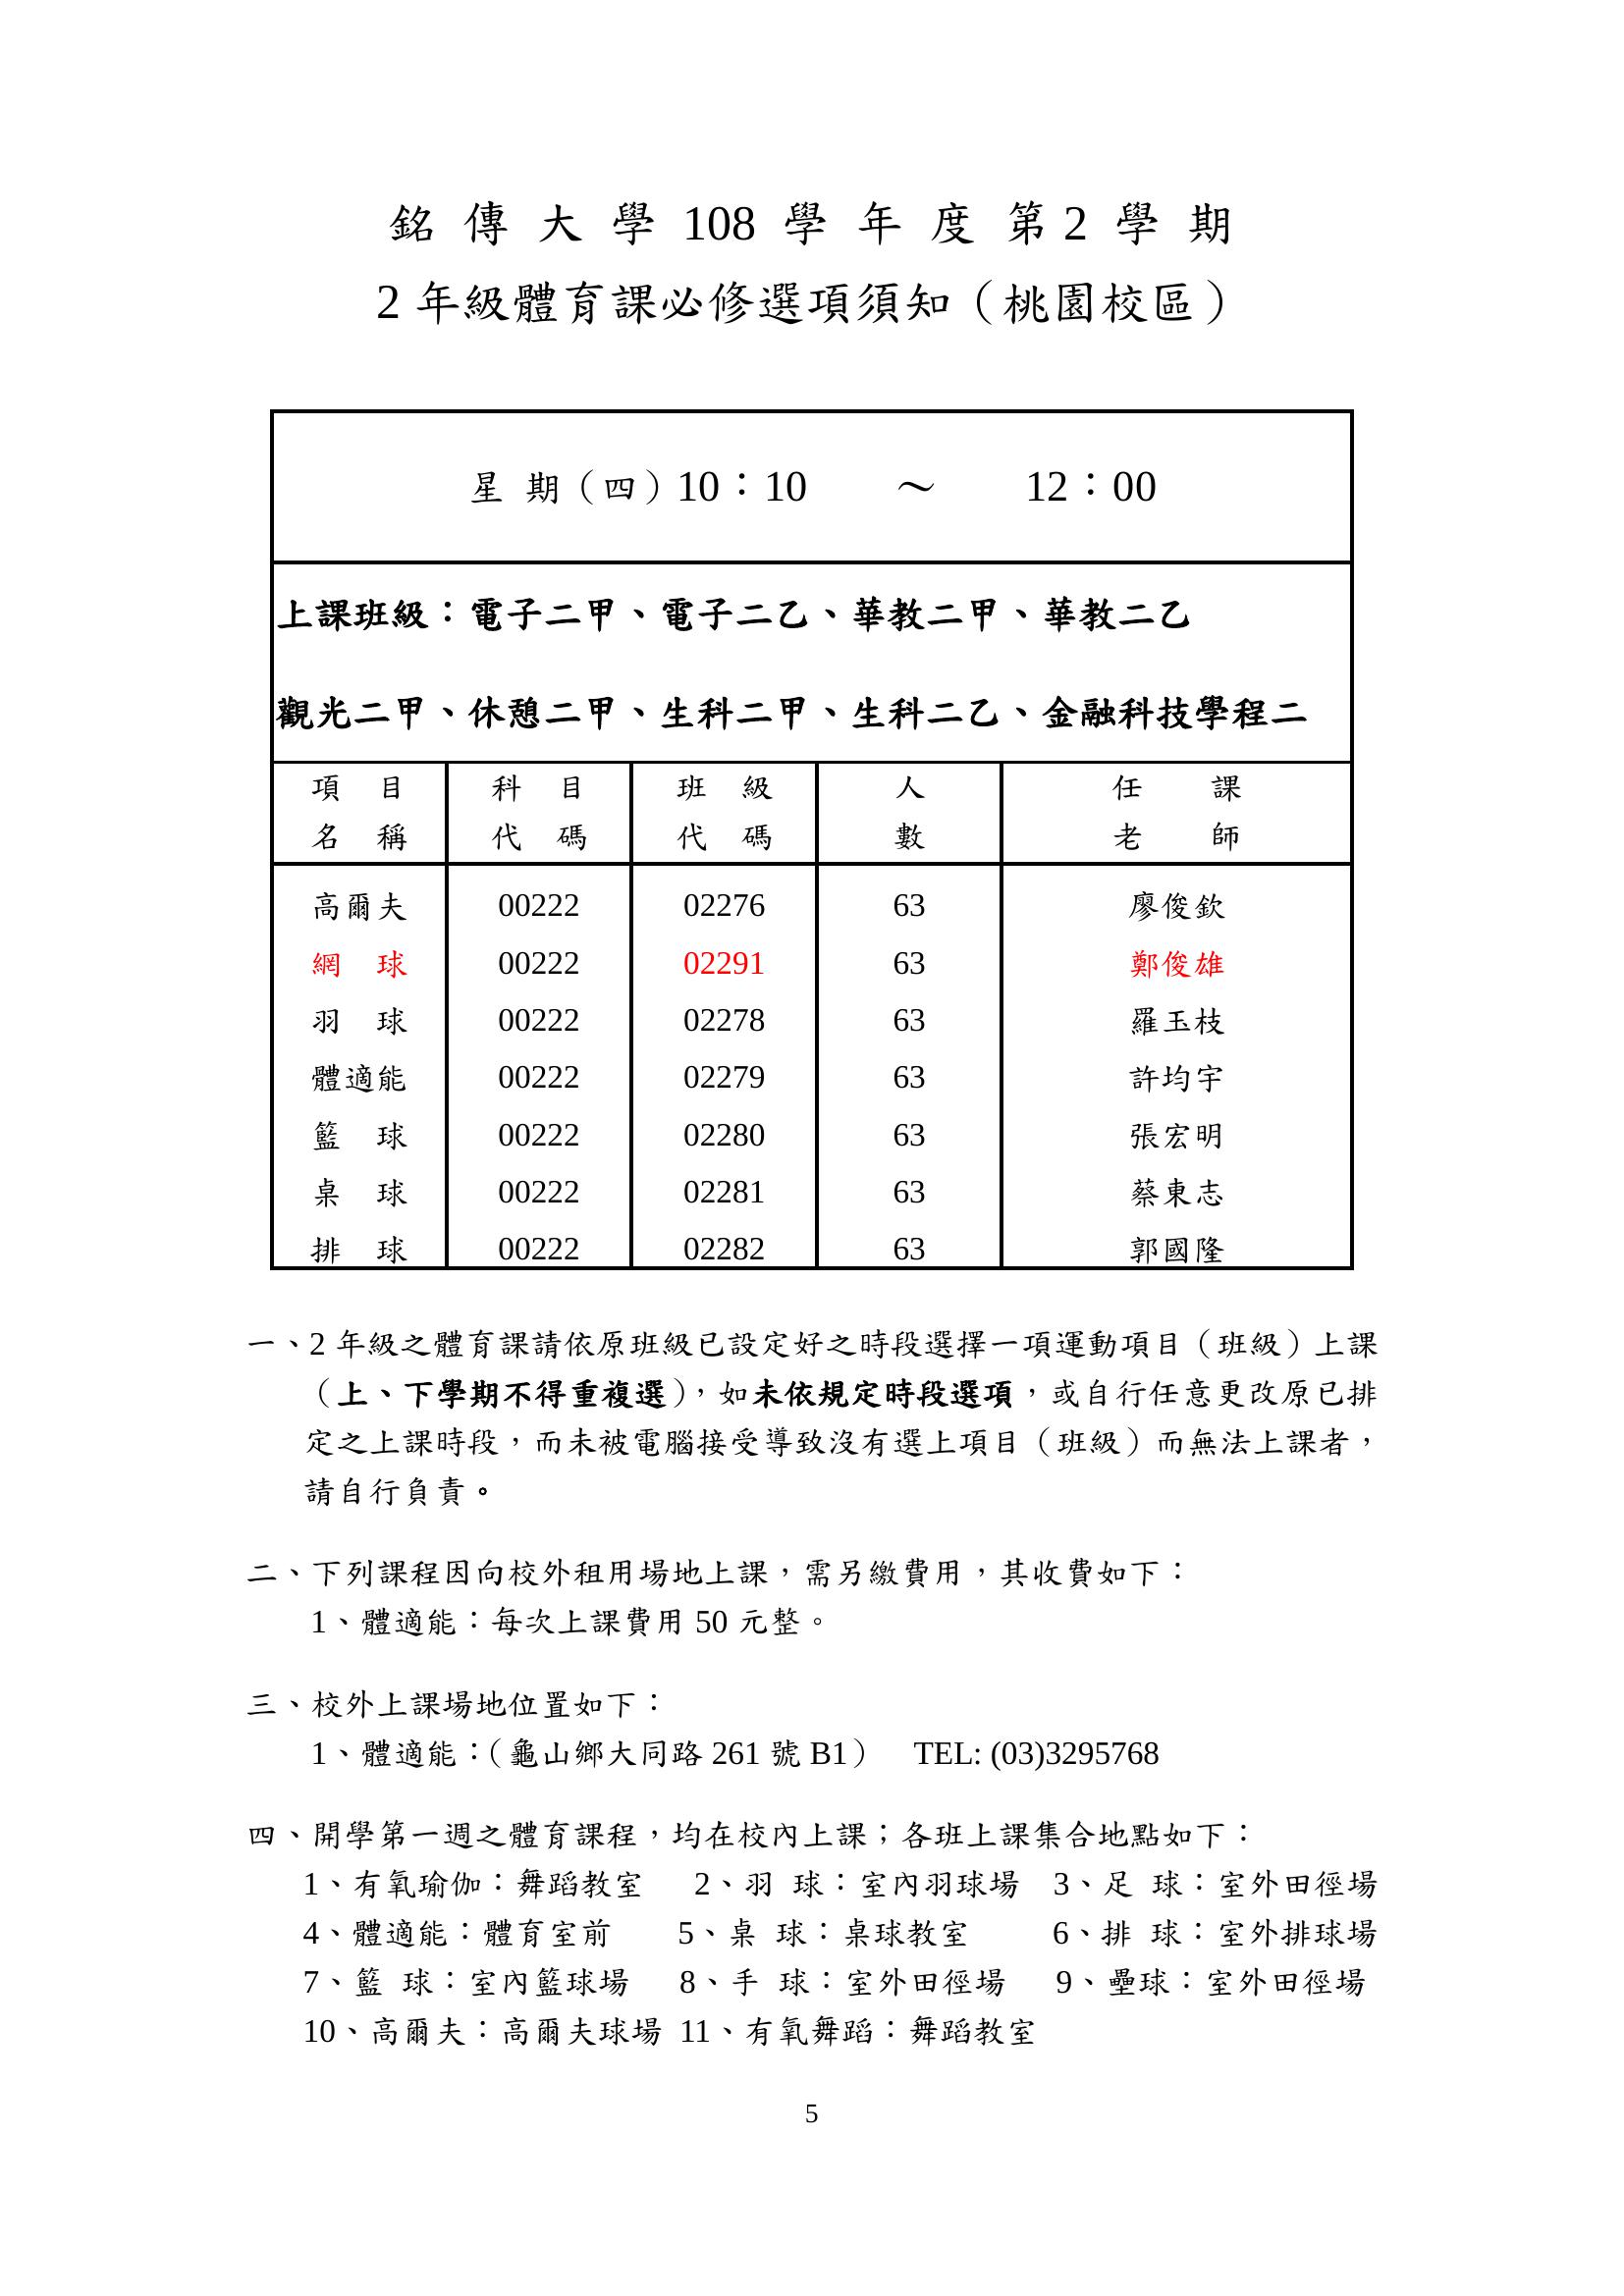 銘 傳 大 學 108 學 年 度 第 2 學 期
2 年級體育課必修選項須知（桃園校區）
星 期（四）10：10 ～ 12：00
上課班級：電子二甲、電子二乙、華教二甲、華教二乙
觀光二甲、休憩二甲、生科二甲、生科二乙、金融科技學程二
項 目 科 目 班 級 人 任 課
名 稱 代 碼 代 碼 數 老 師
高爾夫 00222 02276 63 廖俊欽
網 球 00222 02291 63 鄭俊雄
羽 球 00222 02278 63 羅玉枝
體適能 00222 02279 63 許均宇
籃 球 00222 02280 63 張宏明
桌 球 00222 02281 63 蔡東志
排 球 00222 02282 63 郭國隆
一、2 年級之體育課請依原班級已設定好之時段選擇一項運動項目（班級）上課
（上、下學期不得重複選），如未依規定時段選項，或自行任意更改原已排
定之上課時段，而未被電腦接受導致沒有選上項目（班級）而無法上課者，
請自行負責。
二、下列課程因向校外租用場地上課，需另繳費用，其收費如下：
1、體適能：每次上課費用 50 元整。
三、校外上課場地位置如下：
1、體適能：（龜山鄉大同路 261 號 B1） TEL: (03)3295768
四、開學第一週之體育課程，均在校內上課；各班上課集合地點如下：
1、有氧瑜伽：舞蹈教室 2、羽 球：室內羽球場 3、足 球：室外田徑場
4、體適能：體育室前 5、桌 球：桌球教室 6、排 球：室外排球場
7、籃 球：室內籃球場 8、手 球：室外田徑場 9、壘球：室外田徑場
10、高爾夫：高爾夫球場 11、有氧舞蹈：舞蹈教室
5